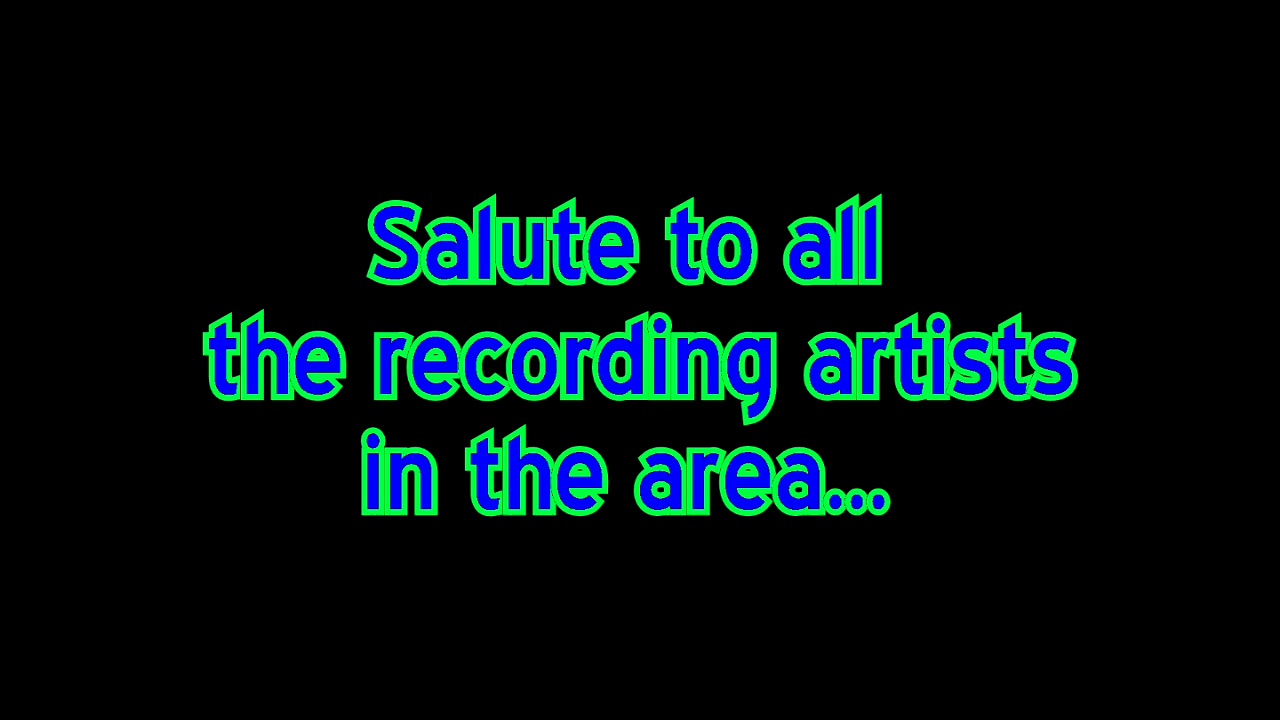 Salute to all
the recording artists
in the area...